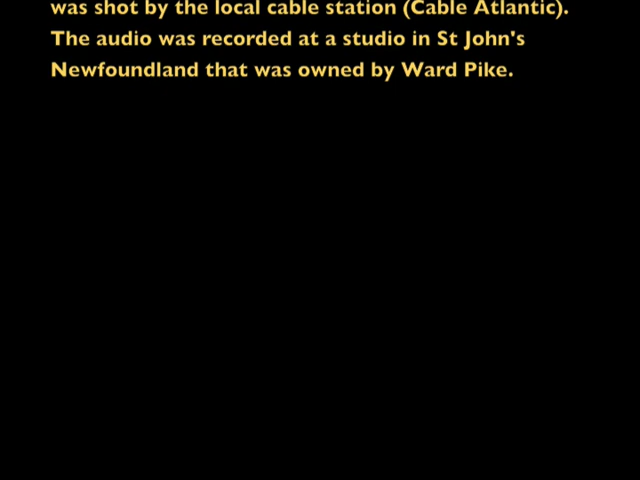 was shot by the local cable station (Cable Atlantic).
The audio was recorded at a studio in St John's
Newfoundland that was owned by Ward Pike.